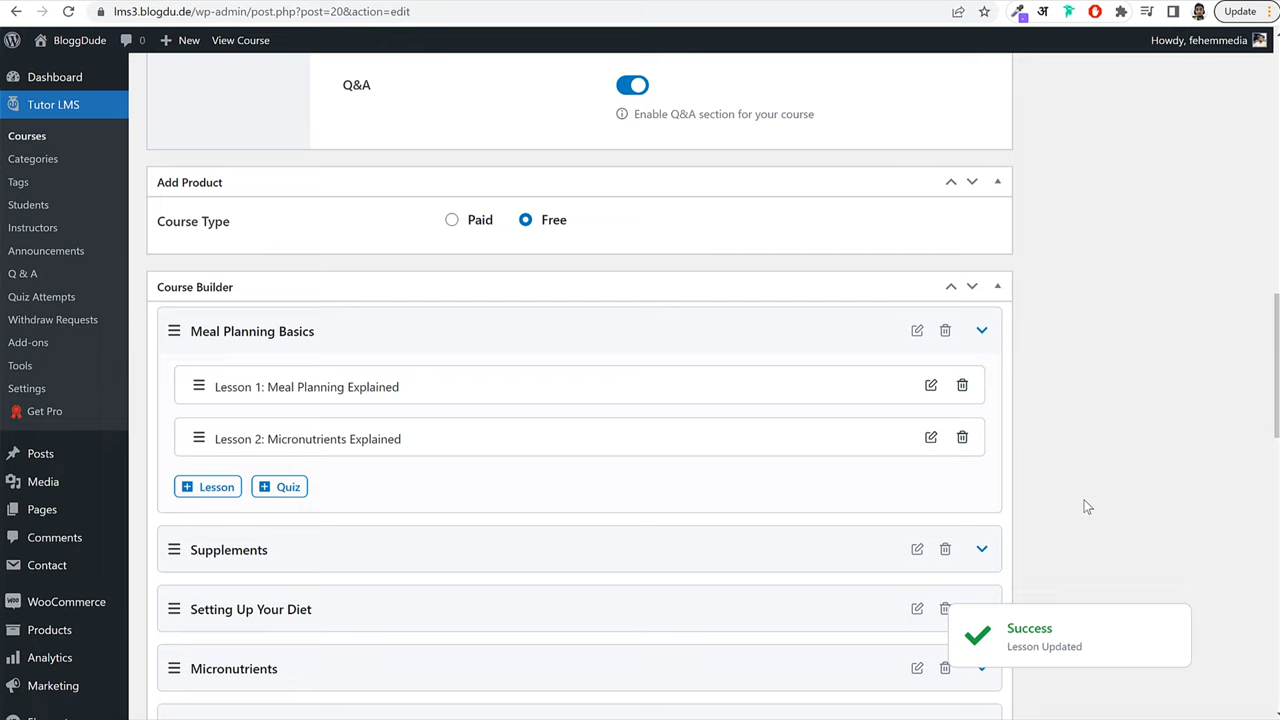 lms3.blogdu.de/wp-admin/post.php?post=20&action=edit
अ
Update
BloggDude
0
New
View Course
Howdy, fehemmedia
Dashboard
Tutor LMS
Courses
Categories
Tags
Students
Instructors
Announcements
Q & A
Quiz Attempts
Withdraw Requests
Add-ons
Tools
Settings
Get Pro
Posts
Media
Pages
Comments
Contact
WooCommerce
Products
Analytics
Marketing
Q&A
Enable Q&A section for your course
Add Product
Course Type
Paid
Free
Course Builder
Meal Planning Basics
Lesson 1: Meal Planning Explained
Lesson 2: Micronutrients Explained
Lesson
Quiz
Supplements
Setting Up Your Diet
Micronutrients
Success
Lesson Updated